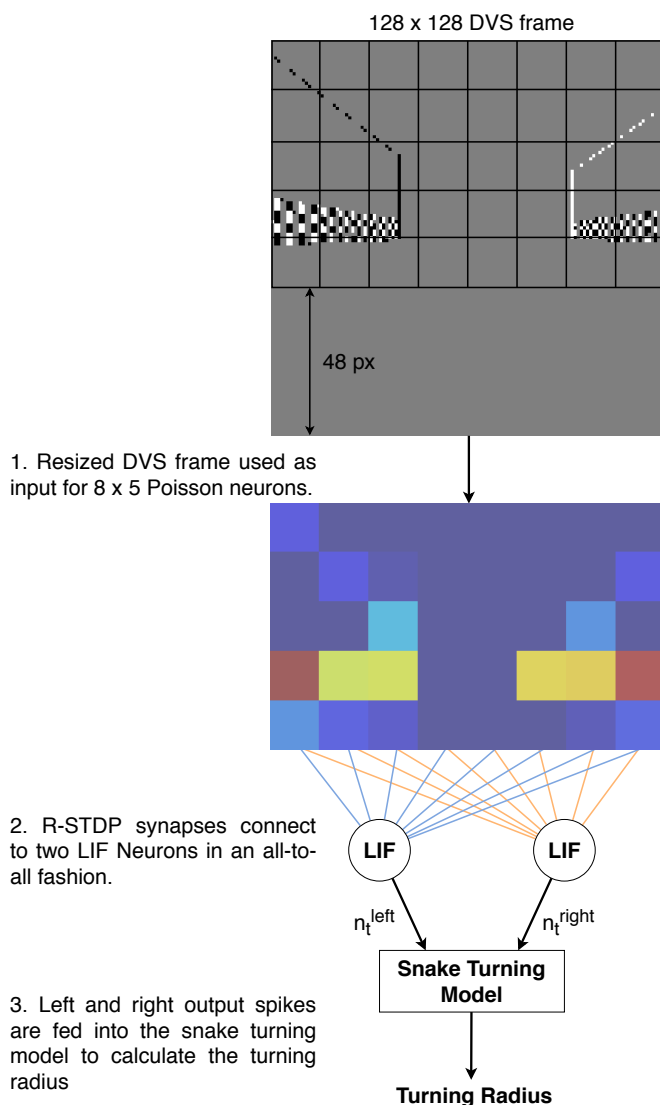 128 x 128 DVS frame
48 px
1. Resized DVS frame used as
input for 8 x 5 Poisson neurons.
2. R-STDP synapses connect
to two LIF Neurons in an all-to-
all fashion.
LIF
LIF
n_t^left
n_t^right
Snake Turning
Model
3. Left and right output spikes
are fed into the snake turning
model to calculate the turning
radius
Turning Radius